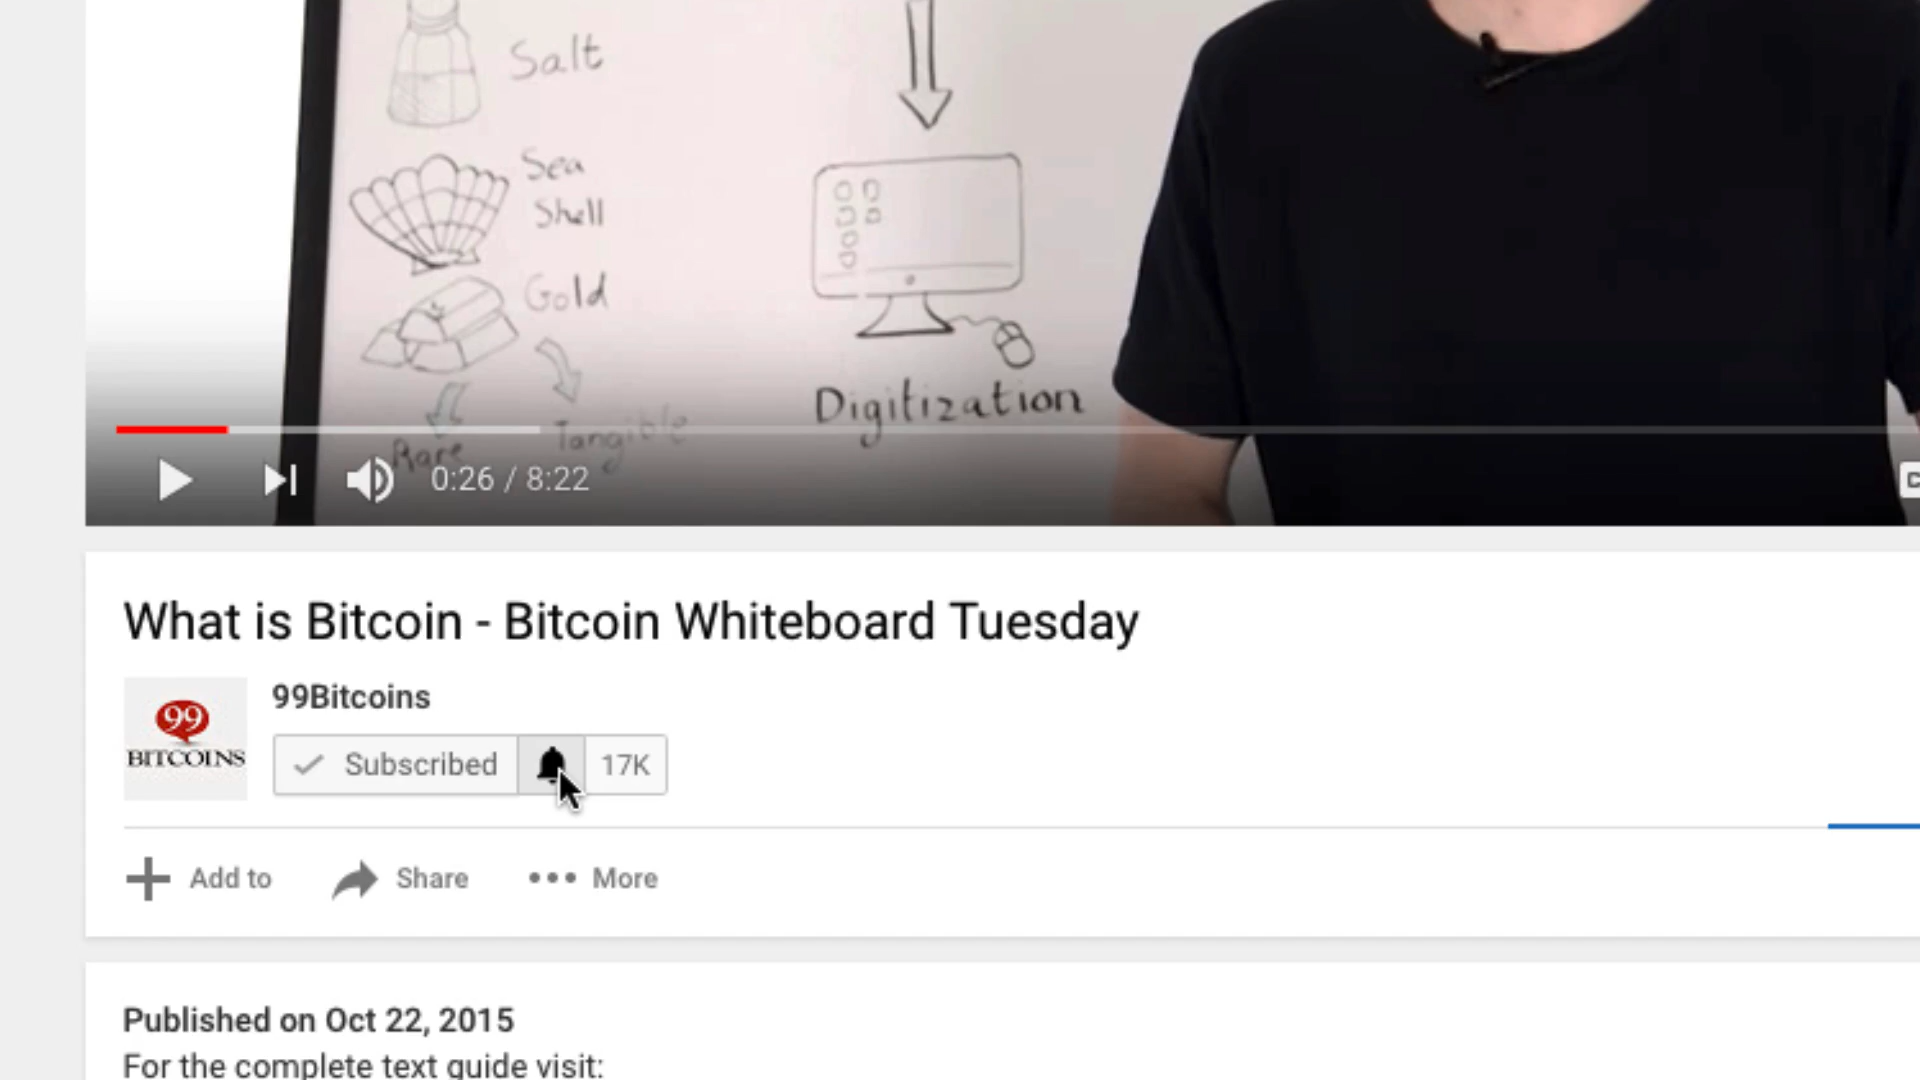 Salt
Sea
Shell
Gold
Rare
Tangible
Digitization
0:26 / 8:22
What is Bitcoin - Bitcoin Whiteboard Tuesday
99
BITCOINS
99Bitcoins
Subscribed
17K
Add to
Share
More
Published on Oct 22, 2015
For the complete text guide visit: